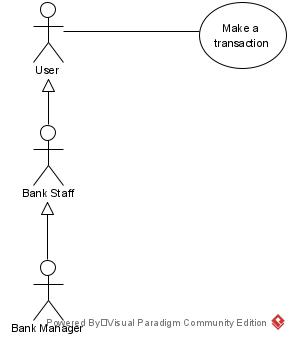 Make a
transaction
User
Bank Staff
Powered By Visual Paradigm Community Edition
Bank Manager